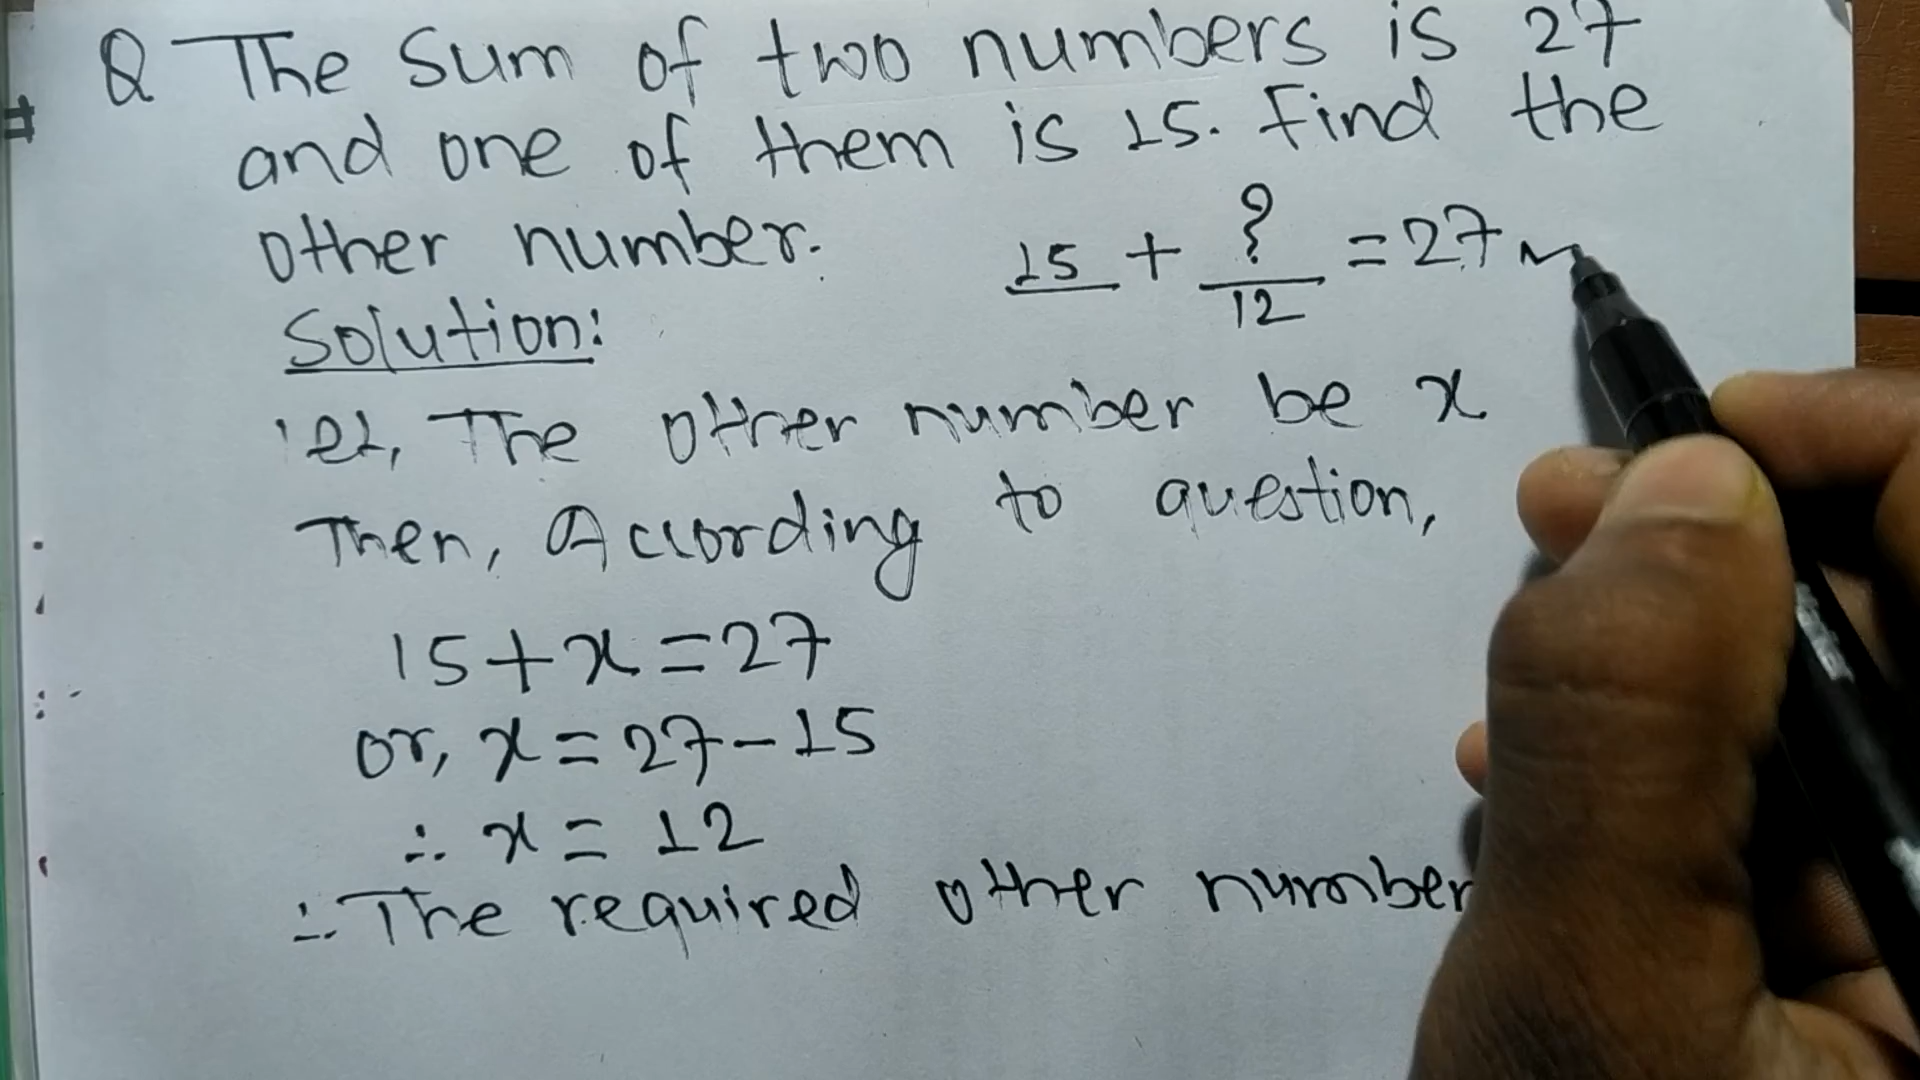 Q The Sum of two numbers is 27
and one of them is 15. Find the
other number.
15 + ? = 27
12
Solution:
let, The other number be x
Then, According to question,
15+x=27
or, x = 27-15
∴ x = 12
∴ The required other number